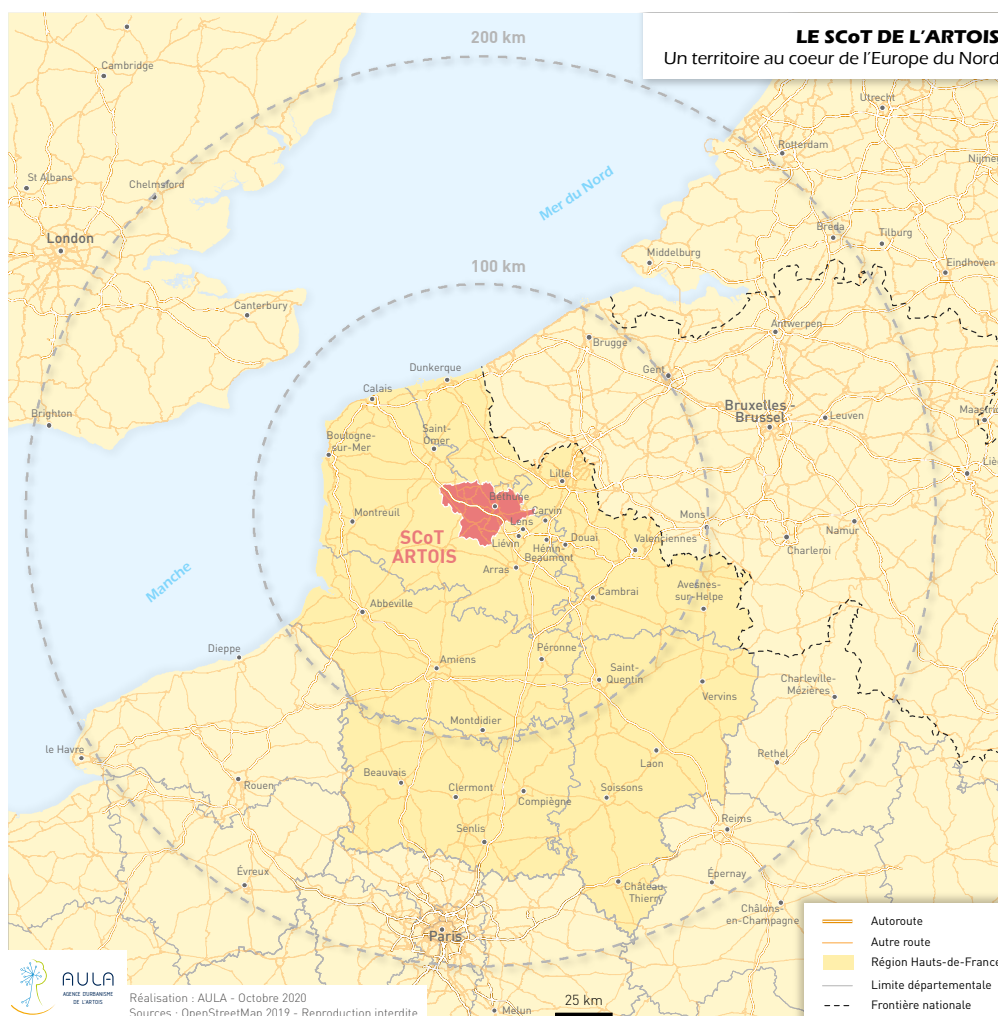 LE SCoT DE L'ARTOIS
Un territoire au coeur de l'Europe du Nord
200 km
Cambridge
Utrecht
Rotterdam
St Albans
Chelmsford
Mer du Nord
London
Breda
Tilburg
Middelburg
Eindhoven
100 km
Canterbury
Antwerpen
Brugge
Dunkerque
Gent
Calais
Brighton
Bruxelles -
Brussel
Leuven
Saint-
Omer
Boulogne-
sur-Mer
Lille
Béthune
Montreuil
Carvin
Lens
Mons
SCoT
ARTOIS
Liévin
Hénin-
Beaumont
Douai
Valenciennes
Namur
Charleroi
Arras
Manche
Avesnes-
sur-Helpe
Cambrai
Abbeville
Dieppe
Péronne
Amiens
Saint-
Quentin
Charleville-
Mézières
Vervins
Montdidier
le Havre
Rethel
Laon
Beauvais
Rouen
Clermont
Compiègne
Soissons
Senlis
Reims
Évreux
Épernay
Château
Thierry
Châlons-
en-Champagne
Paris
Melun
Autoroute
Autre route
Région Hauts-de-France
Limite départementale
Frontière nationale
AULA
AGENCE D'URBANISME
DE L'ARTOIS
Réalisation : AULA - Octobre 2020
Sources : OpenStreetMap 2019 - Reproduction interdite
25 km